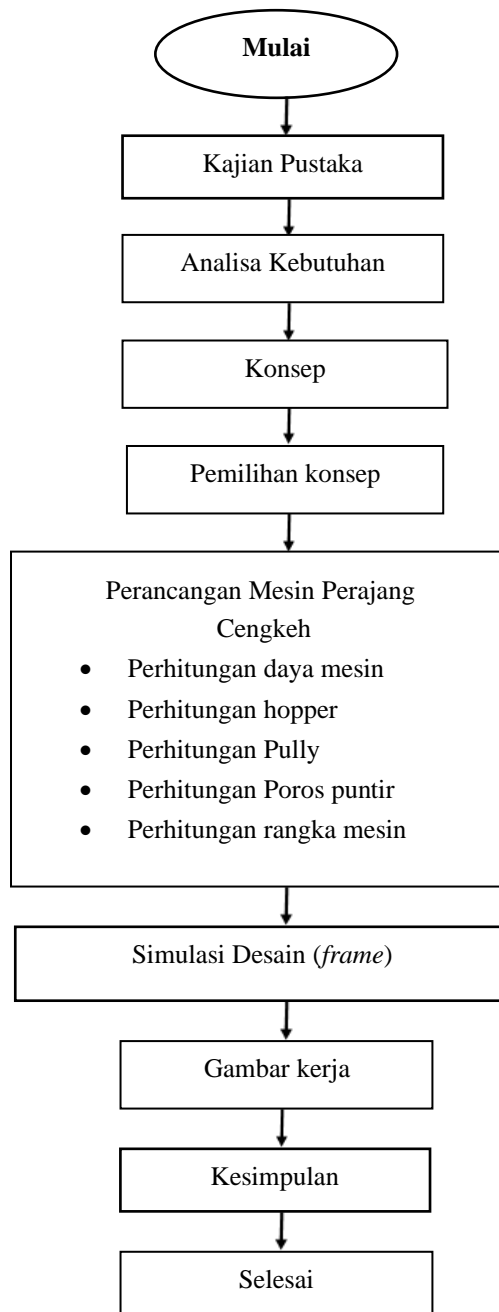 Mulai
Kajian Pustaka
Analisa Kebutuhan
Konsep
Pemilihan konsep
Perancangan Mesin Perajang
Cengkeh
• Perhitungan daya mesin
• Perhitungan hopper
• Perhitungan Pully
• Perhitungan Poros puntir
• Perhitungan rangka mesin
Simulasi Desain (frame)
Gambar kerja
Kesimpulan
Selesai